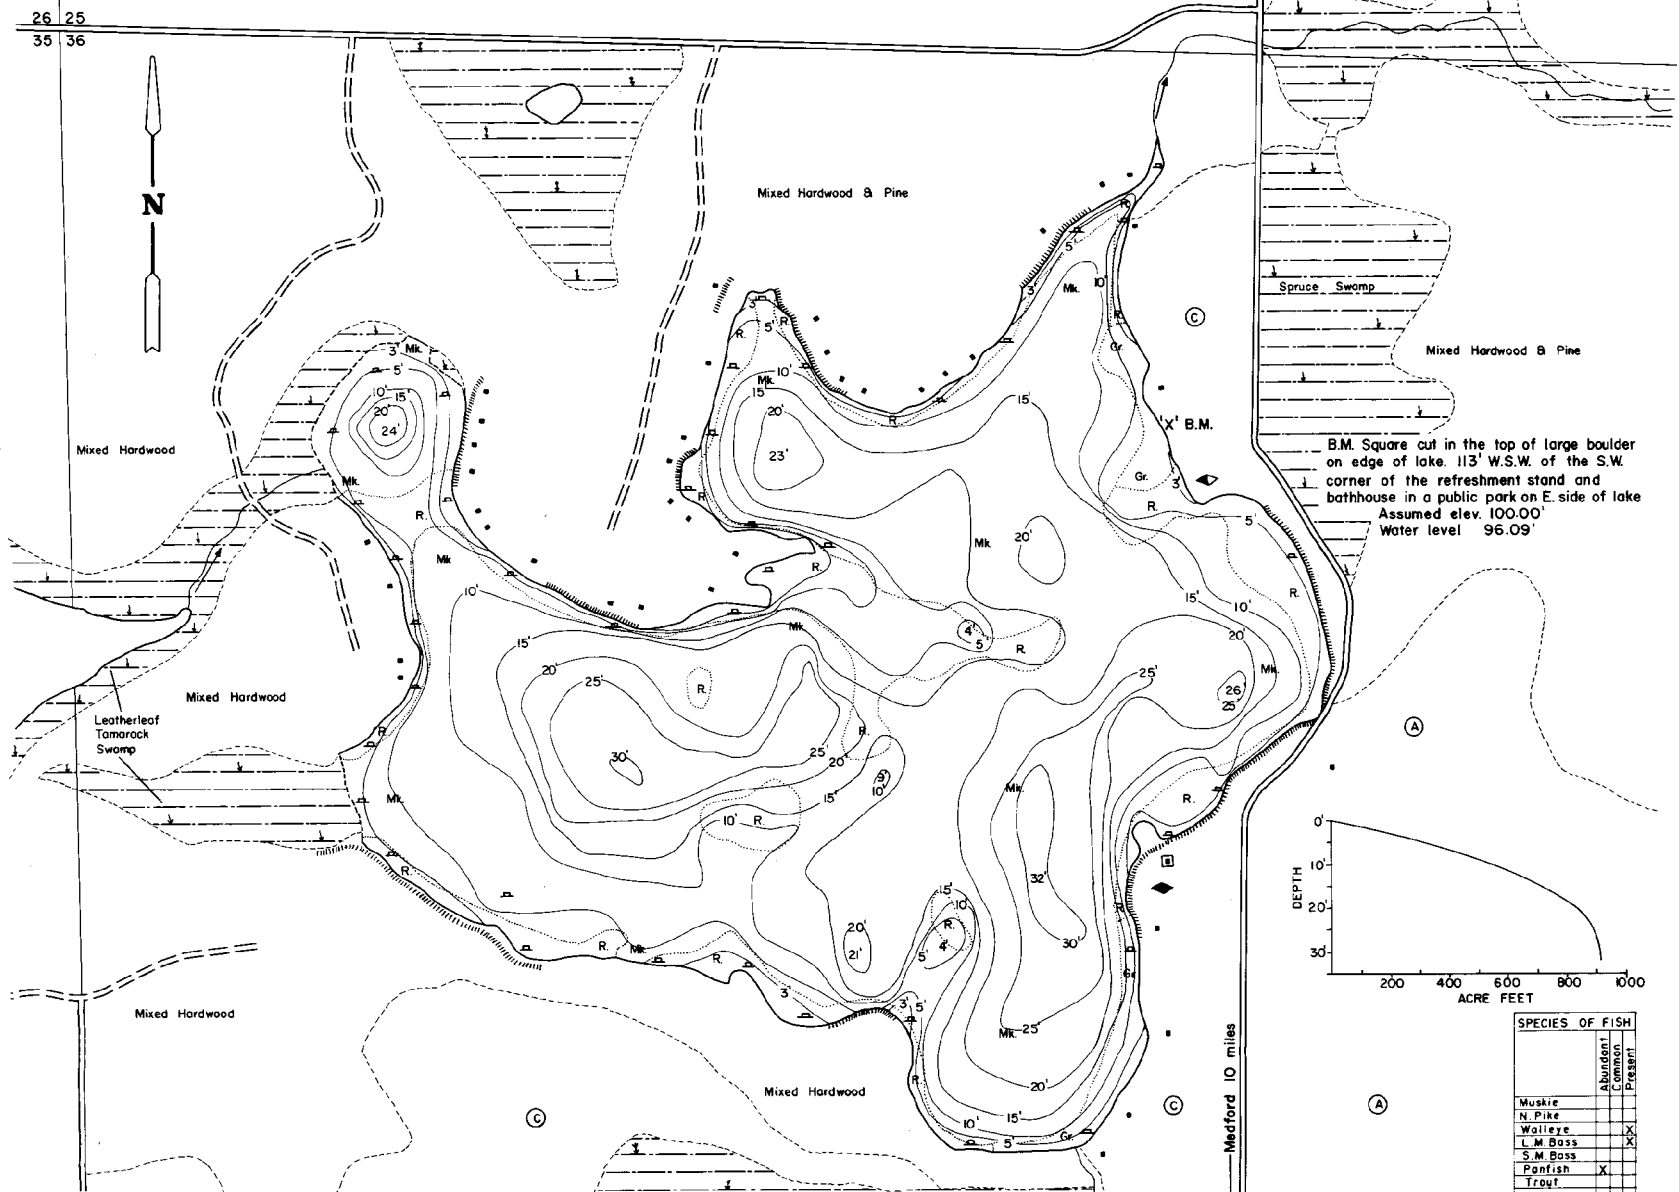 26 25
35 36
N
Mixed Hardwood & Pine
Spruce Swamp
Mixed Hardwood & Pine
Mixed Hardwood
'X' B.M.
B.M. Square cut in the top of large boulder
on edge of lake. 113' W.S.W. of the S.W.
corner of the refreshment stand and
bathhouse in a public park on E. side of lake
Assumed elev. 100.00'
Water level 96.09'
Mixed Hardwood
Leatherleaf
Tamarack
Swamp
Mixed Hardwood
Mixed Hardwood
Medford 10 miles
C
C
C
A
A
3' Mk.
5'
10' 15'
20'
24'
Mk.
R.
Mk.
10'
15'
20'
25'
30'
R.
Mk.
R.
25'
20'
15'
10' R.
9'
10'
R.
Mk.
R.
R.
Mk.
R.
3'
3'
5' R.
R.
Mk. 10'
15'
20'
23'
R.
R.
R.
5'
3'
Mk. 10'
R.
R.
Gr.
15'
Gr.
3'
R.
5'
Mk.
20'
4'
5'
R.
15'
10'
20'
R.
Mk.
25'
26'
25'
R.
Mk.
32'
30'
R.
Gr.
20'
21'
15'
10'
R.
4'
5'
3' 5'
Mk. 25'
R.
20'
15'
10'
5'
Gr.
DEPTH
0'
10'
20'
30'
200 400 600 800 1000
ACRE FEET
SPECIES OF FISH
Abundant
Common
Present
Muskie
N. Pike
Walleye X
L.M. Bass X
S.M. Bass
Panfish X
Trout